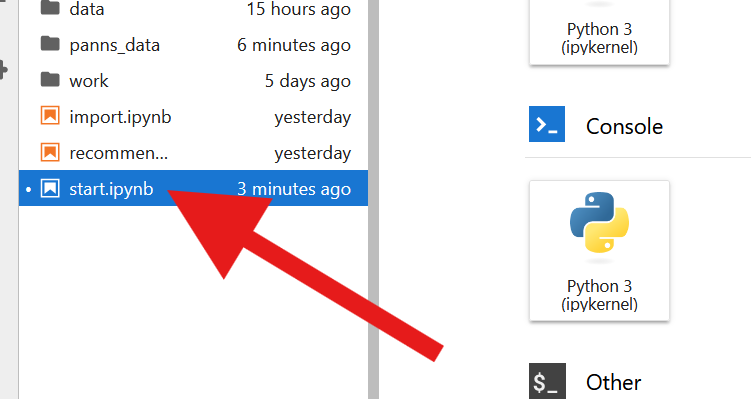 data 15 hours ago
panns_data 6 minutes ago
work 5 days ago
import.ipynb yesterday
recommen... yesterday
start.ipynb 3 minutes ago
Python 3
(ipykernel)
>_ Console
Python 3
(ipykernel)
$_ Other